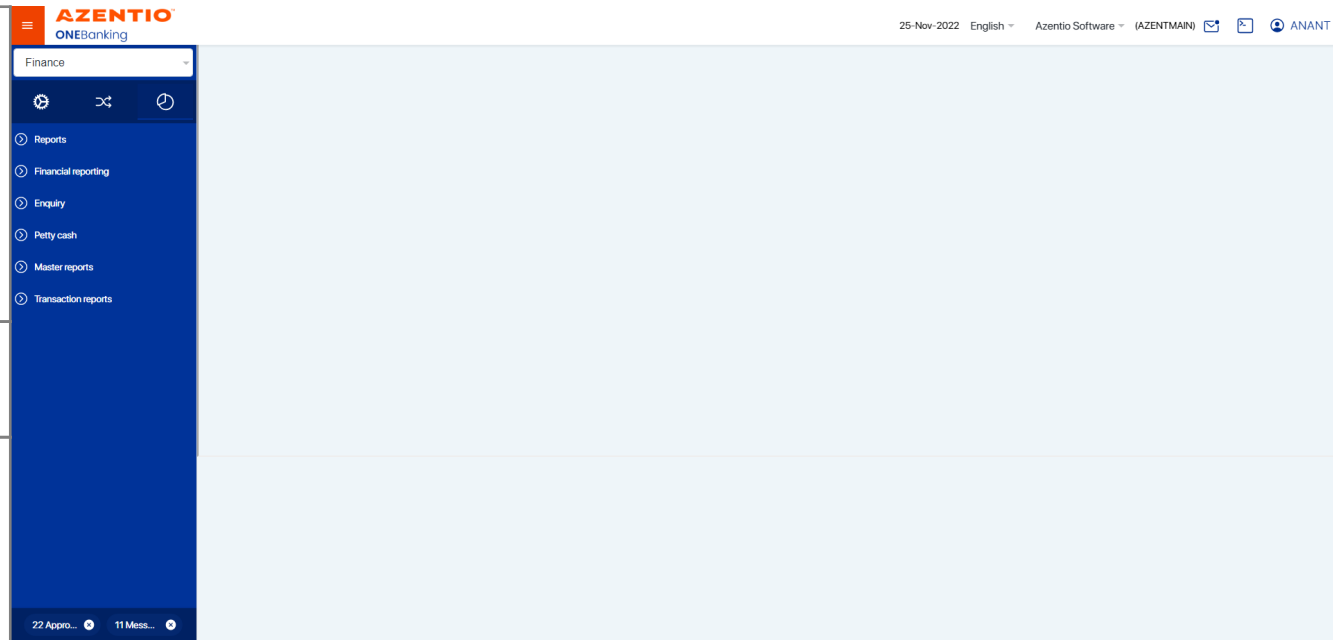 AZENTIO™
ONEBanking
25-Nov-2022 English Azentio Software (AZENTMAIN) ANANT
Finance
Reports
Financial reporting
Enquiry
Petty cash
Master reports
Transaction reports
22 Appro... 11 Mess...